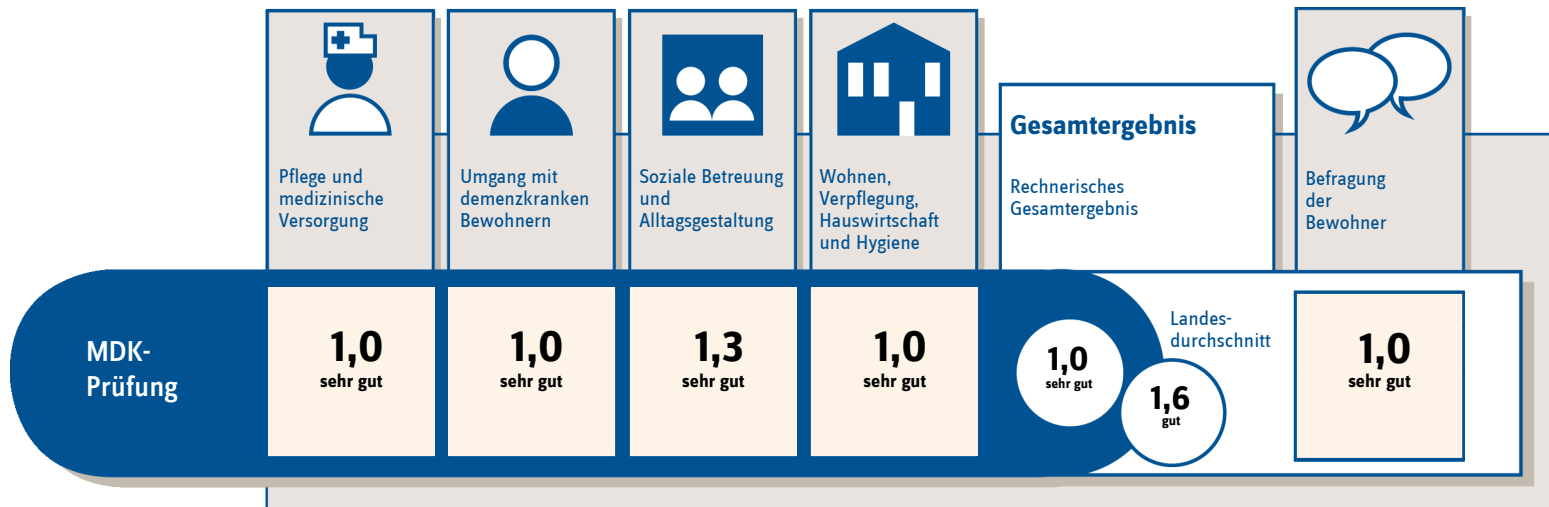 Pflege und
medizinische
Versorgung
Umgang mit
demenzkranken
Bewohnern
Soziale Betreuung
und
Alltagsgestaltung
Wohnen,
Verpflegung,
Hauswirtschaft
und Hygiene
Gesamtergebnis
Rechnerisches
Gesamtergebnis
Befragung
der
Bewohner
MDK-
Prüfung
1,0
sehr gut
1,0
sehr gut
1,3
sehr gut
1,0
sehr gut
1,0
sehr gut
Landes-
durchschnitt
1,6
gut
1,0
sehr gut